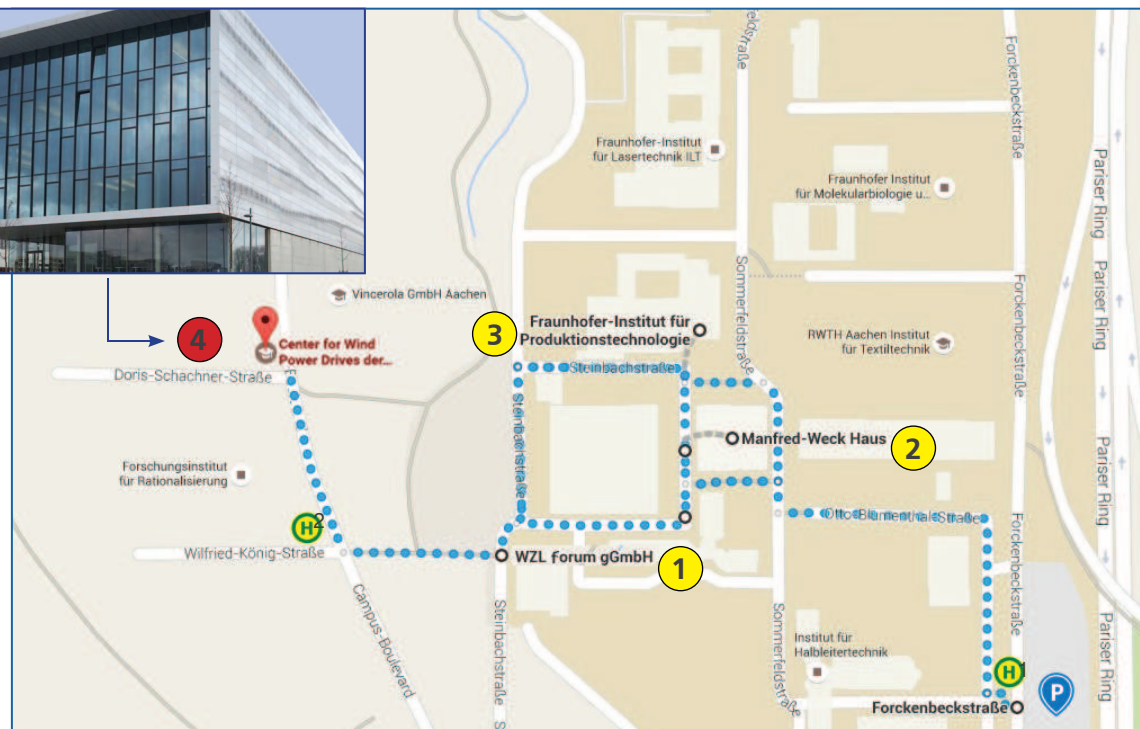 feldstraße
Forckenbeckstraße
Pariser Ring
Fraunhofer-Institut
für Lasertechnik ILT
Fraunhofer Institut
für Molekularbiologie u...
Sommerfeldstraße
Pariser Ring
Forckenbeckstraße
Vincerola GmbH Aachen
4
Center for Wind
Power Drives der...
3
Fraunhofer-Institut für
Produktionstechnologie
RWTH Aachen Institut
für Textiltechnik
Doris-Schachner-Straße
Steinbachstraße
Steinbachstraße
Manfred-Weck Haus
2
Pariser Ring
Forschungsinstitut
für Rationalisierung
H
2
Otto-Blumenthal-Straße
Wilfried-König-Straße
WZL forum gGmbH
1
Forckenbeckstraße
Campus-Boulevard
Steinbachstraße
Sommerfeldstraße
Pariser Ring
Institut für
Halbleitertechnik
H
1
Forckenbeckstraße
P